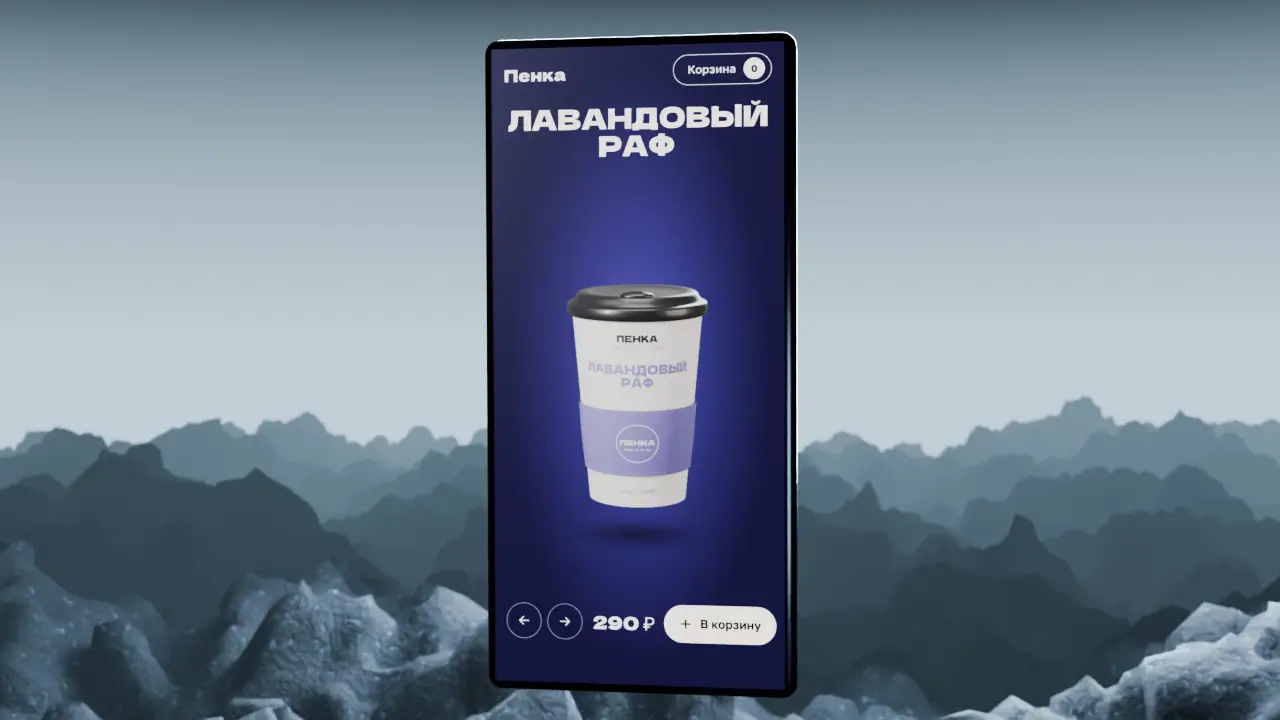 Пенка
Корзина 0
ЛАВАНДОВЫЙ
РАФ
ПЕНКА
ЛАВАНДОВЫЙ
РАФ
ПЕНКА
290 ₽
+ В корзину